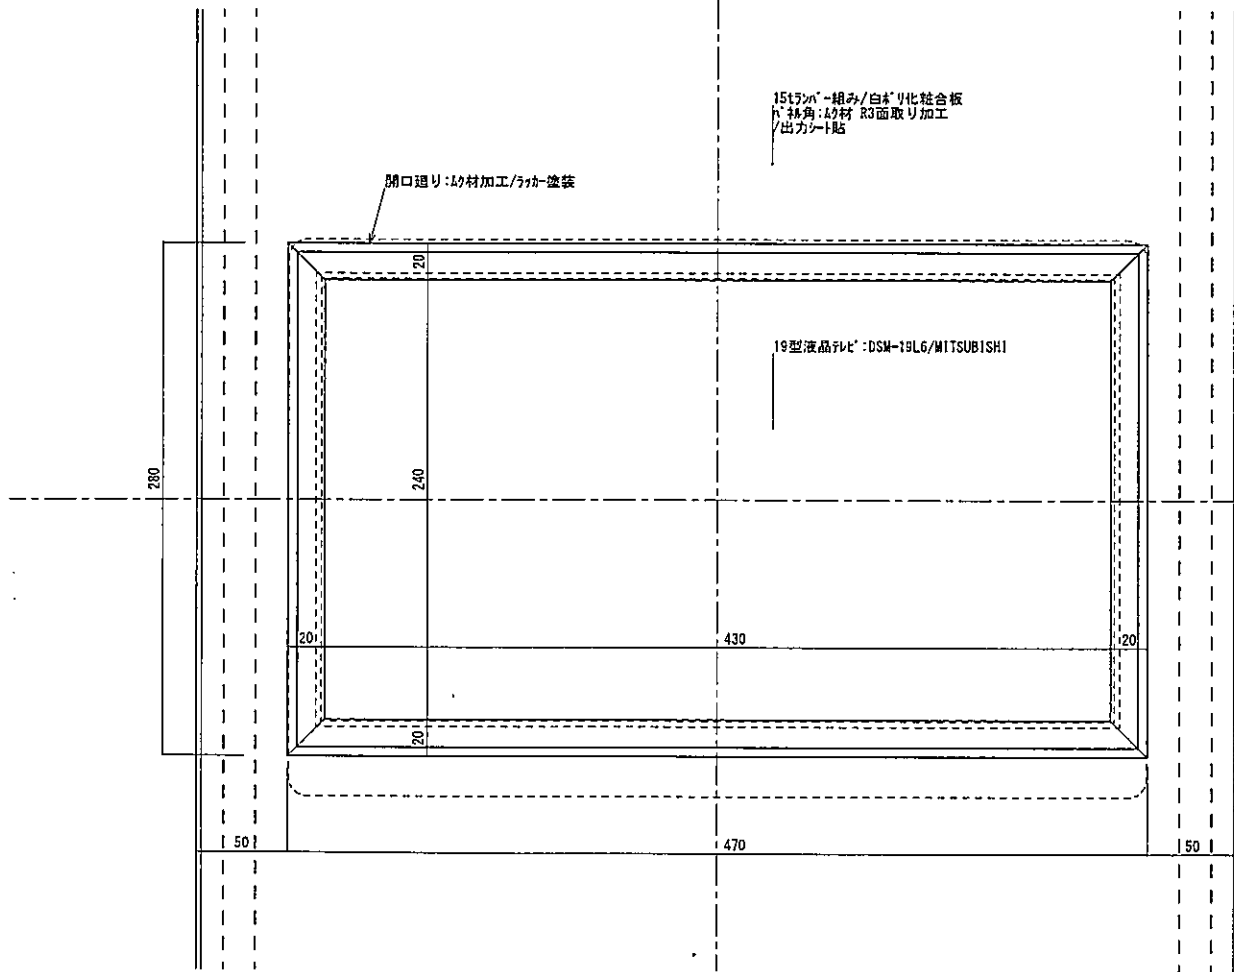 15tランバー組み/白ポリ化粧合板
パネル角:ムク材 R3面取り加工
/出力シート貼
開口廻り:ムク材加工/ラッカー塗装
20
19型液晶テレビ:DSM-19L6/MITSUBISHI
280
240
20
430
20
20
50
470
50